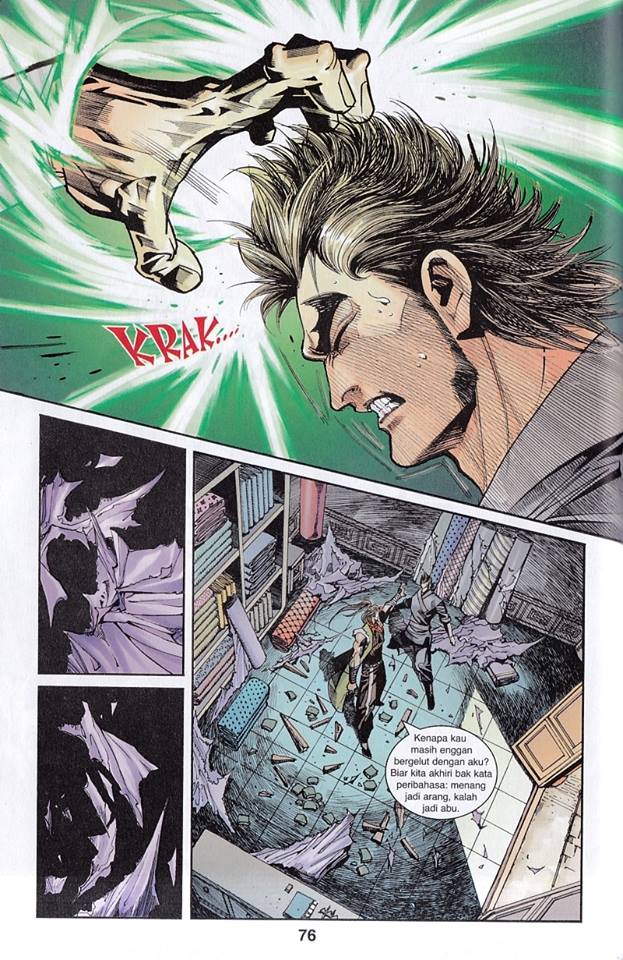 KRAK....
Kenapa kau
masih enggan
bergelut dengan aku?
Biar kita akhiri bak kata
peribahasa: menang
jadi arang, kalah
jadi abu.
76